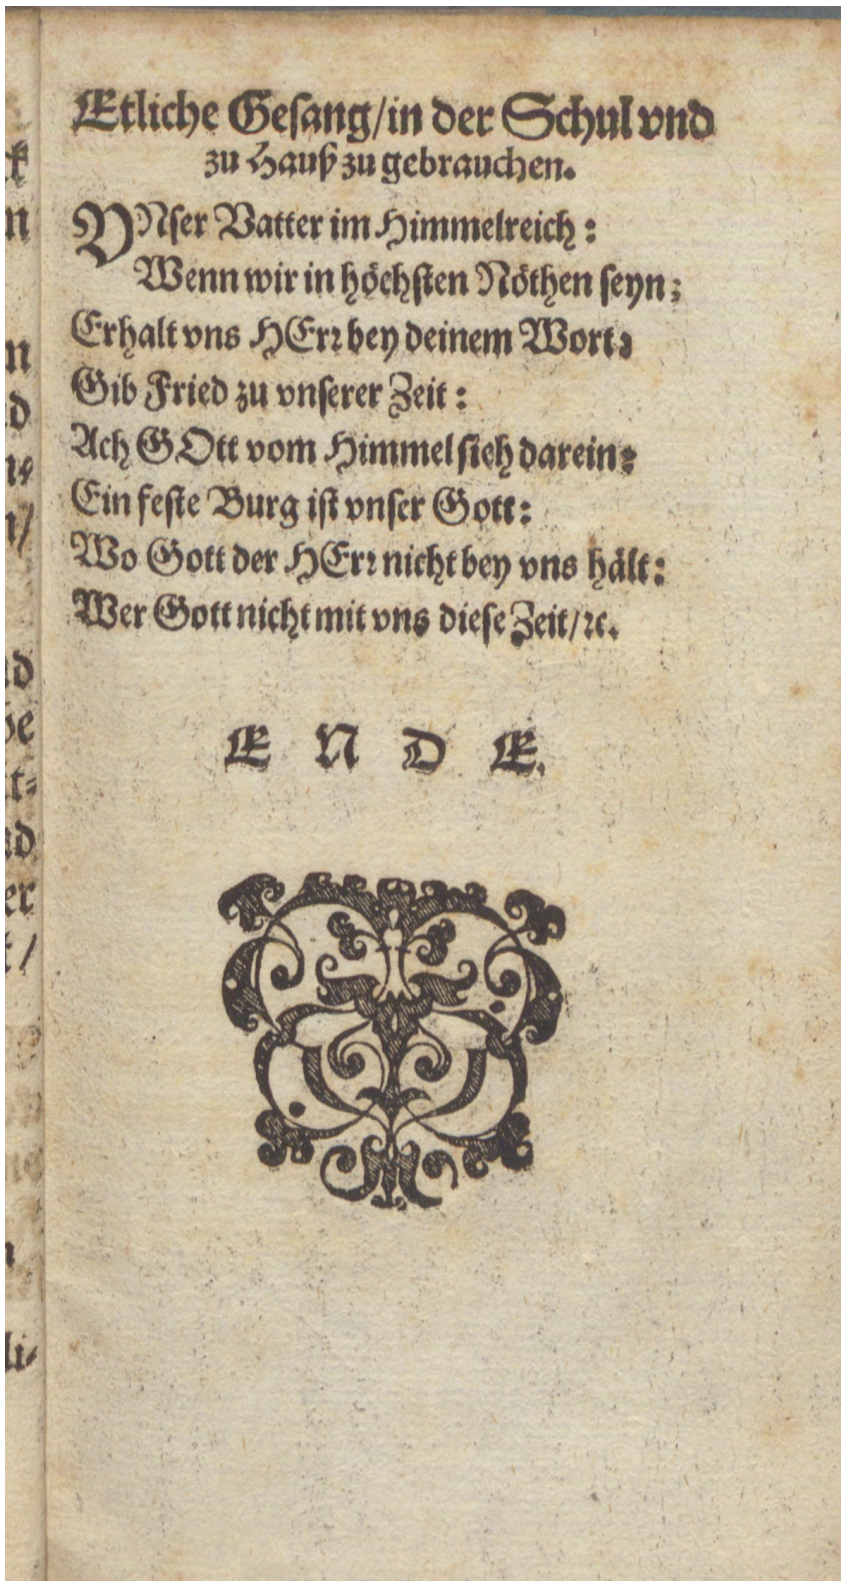 Etliche Gesang/in der Schul vnd
zu Hauß zu gebrauchen.
VNser Vatter im Himmelreich:
Wenn wir in höchsten Nöthen seyn:
Erhalt vns HErr bey deinem Wort:
Gib Fried zu vnserer Zeit:
Ach GOtt vom Himmel sieh darein:
Ein feste Burg ist vnser Gott:
Wo Gott der HErr nicht bey vns hält:
Wer Gott nicht mit vns diese Zeit/ꝛc.
E N D E.